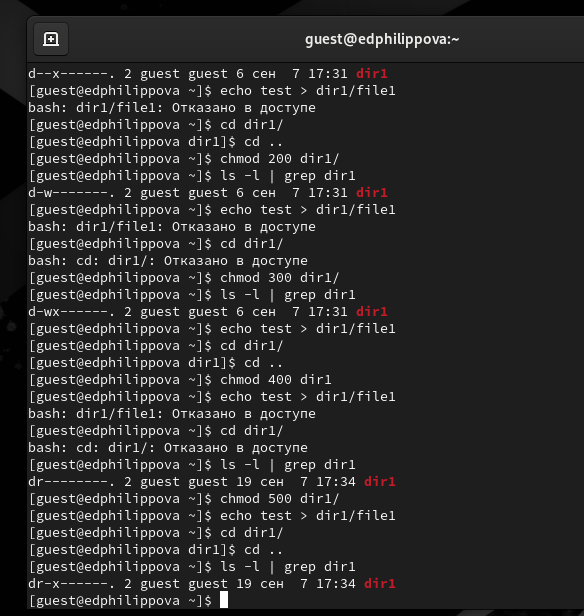 guest@edphilippova:~
d--x------. 2 guest guest 6 сен  7 17:31 dir1
[guest@edphilippova ~]$ echo test > dir1/file1
bash: dir1/file1: Отказано в доступе
[guest@edphilippova ~]$ cd dir1/
[guest@edphilippova dir1]$ cd ..
[guest@edphilippova ~]$ chmod 200 dir1/
[guest@edphilippova ~]$ ls -l | grep dir1
d-w-------. 2 guest guest 6 сен  7 17:31 dir1
[guest@edphilippova ~]$ echo test > dir1/file1
bash: dir1/file1: Отказано в доступе
[guest@edphilippova ~]$ cd dir1/
bash: cd: dir1/: Отказано в доступе
[guest@edphilippova ~]$ chmod 300 dir1/
[guest@edphilippova ~]$ ls -l | grep dir1
d-wx------. 2 guest guest 6 сен  7 17:31 dir1
[guest@edphilippova ~]$ echo test > dir1/file1
[guest@edphilippova ~]$ cd dir1/
[guest@edphilippova dir1]$ cd ..
[guest@edphilippova ~]$ chmod 400 dir1
[guest@edphilippova ~]$ echo test > dir1/file1
bash: dir1/file1: Отказано в доступе
[guest@edphilippova ~]$ cd dir1/
bash: cd: dir1/: Отказано в доступе
[guest@edphilippova ~]$ ls -l | grep dir1
dr--------. 2 guest guest 19 сен  7 17:34 dir1
[guest@edphilippova ~]$ chmod 500 dir1/
[guest@edphilippova ~]$ echo test > dir1/file1
[guest@edphilippova ~]$ cd dir1/
[guest@edphilippova dir1]$ cd ..
[guest@edphilippova ~]$ ls -l | grep dir1
dr-x------. 2 guest guest 19 сен  7 17:34 dir1
[guest@edphilippova ~]$